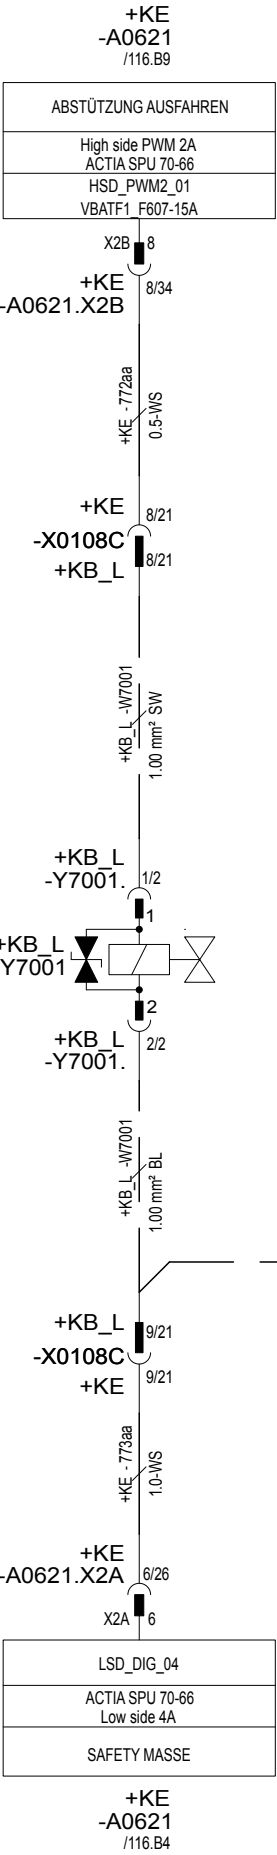 +KE
-A0621
/116.B9
ABSTÜTZUNG AUSFAHREN
High side PWM 2A
ACTIA SPU 70-66
HSD_PWM2_01
VBATF1_F607-15A
X2B 8
+KE
-A0621.X2B
8/34
+KE -772aa
0.5-WS
+KE
8/21
-X0108C
8/21
+KB_L
+KB_L -W7001
1.00 mm² SW
+KB_L
-Y7001.
1/2
1
+KB_L
Y7001
2
+KB_L
-Y7001.
2/2
+KB_L -W7001
1.00 mm² BL
+KB_L
9/21
-X0108C
+KE
9/21
+KE -773aa
1.0-WS
+KE
-A0621.X2A
6/26
X2A 6
LSD_DIG_04
ACTIA SPU 70-66
Low side 4A
SAFETY MASSE
+KE
-A0621
/116.B4